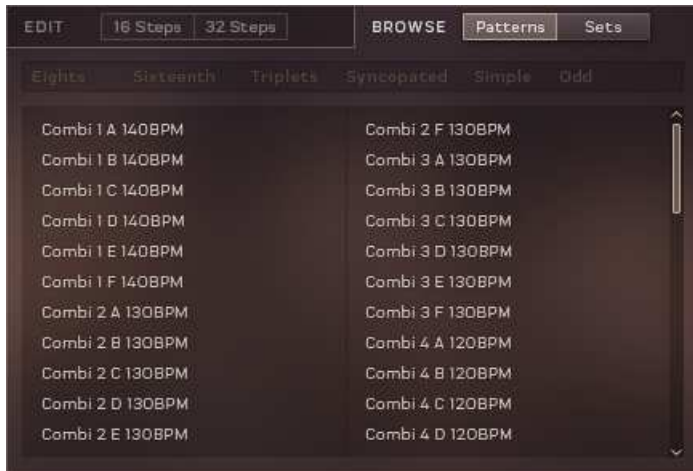 EDIT 16 Steps 32 Steps BROWSE Patterns Sets
Eights Sixteenth Triplets Syncopated Simple Odd
Combi 1 A 140BPM
Combi 1 B 140BPM
Combi 1 C 140BPM
Combi 1 D 140BPM
Combi 1 E 140BPM
Combi 1 F 140BPM
Combi 2 A 130BPM
Combi 2 B 130BPM
Combi 2 C 130BPM
Combi 2 D 130BPM
Combi 2 E 130BPM
Combi 2 F 130BPM
Combi 3 A 130BPM
Combi 3 B 130BPM
Combi 3 C 130BPM
Combi 3 D 130BPM
Combi 3 E 130BPM
Combi 3 F 130BPM
Combi 4 A 120BPM
Combi 4 B 120BPM
Combi 4 C 120BPM
Combi 4 D 120BPM